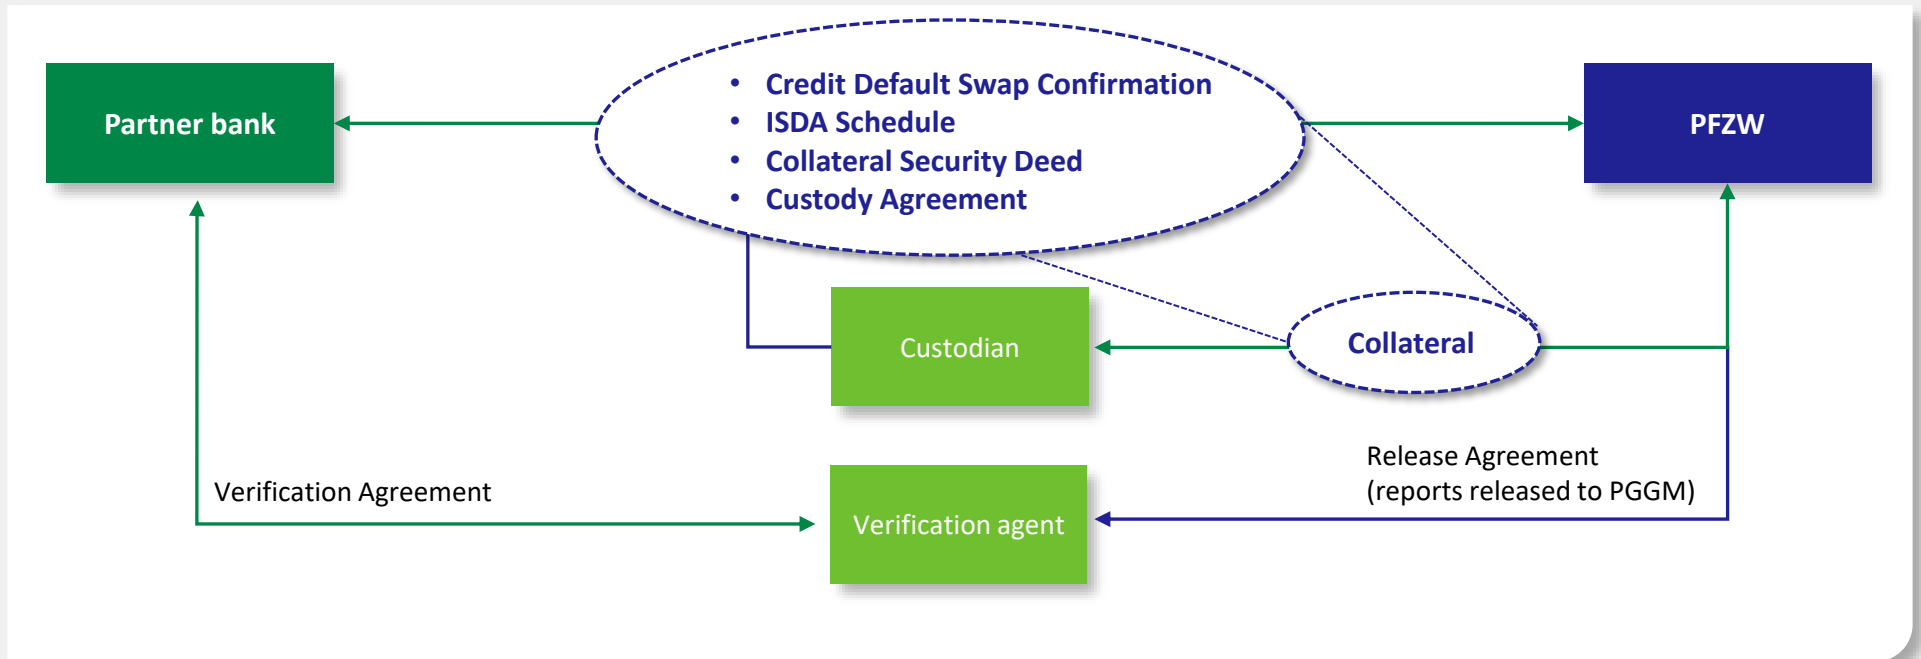 Partner bank
• Credit Default Swap Confirmation
• ISDA Schedule
• Collateral Security Deed
• Custody Agreement
PFZW
Custodian
Collateral
Verification Agreement
Verification agent
Release Agreement
(reports released to PGGM)